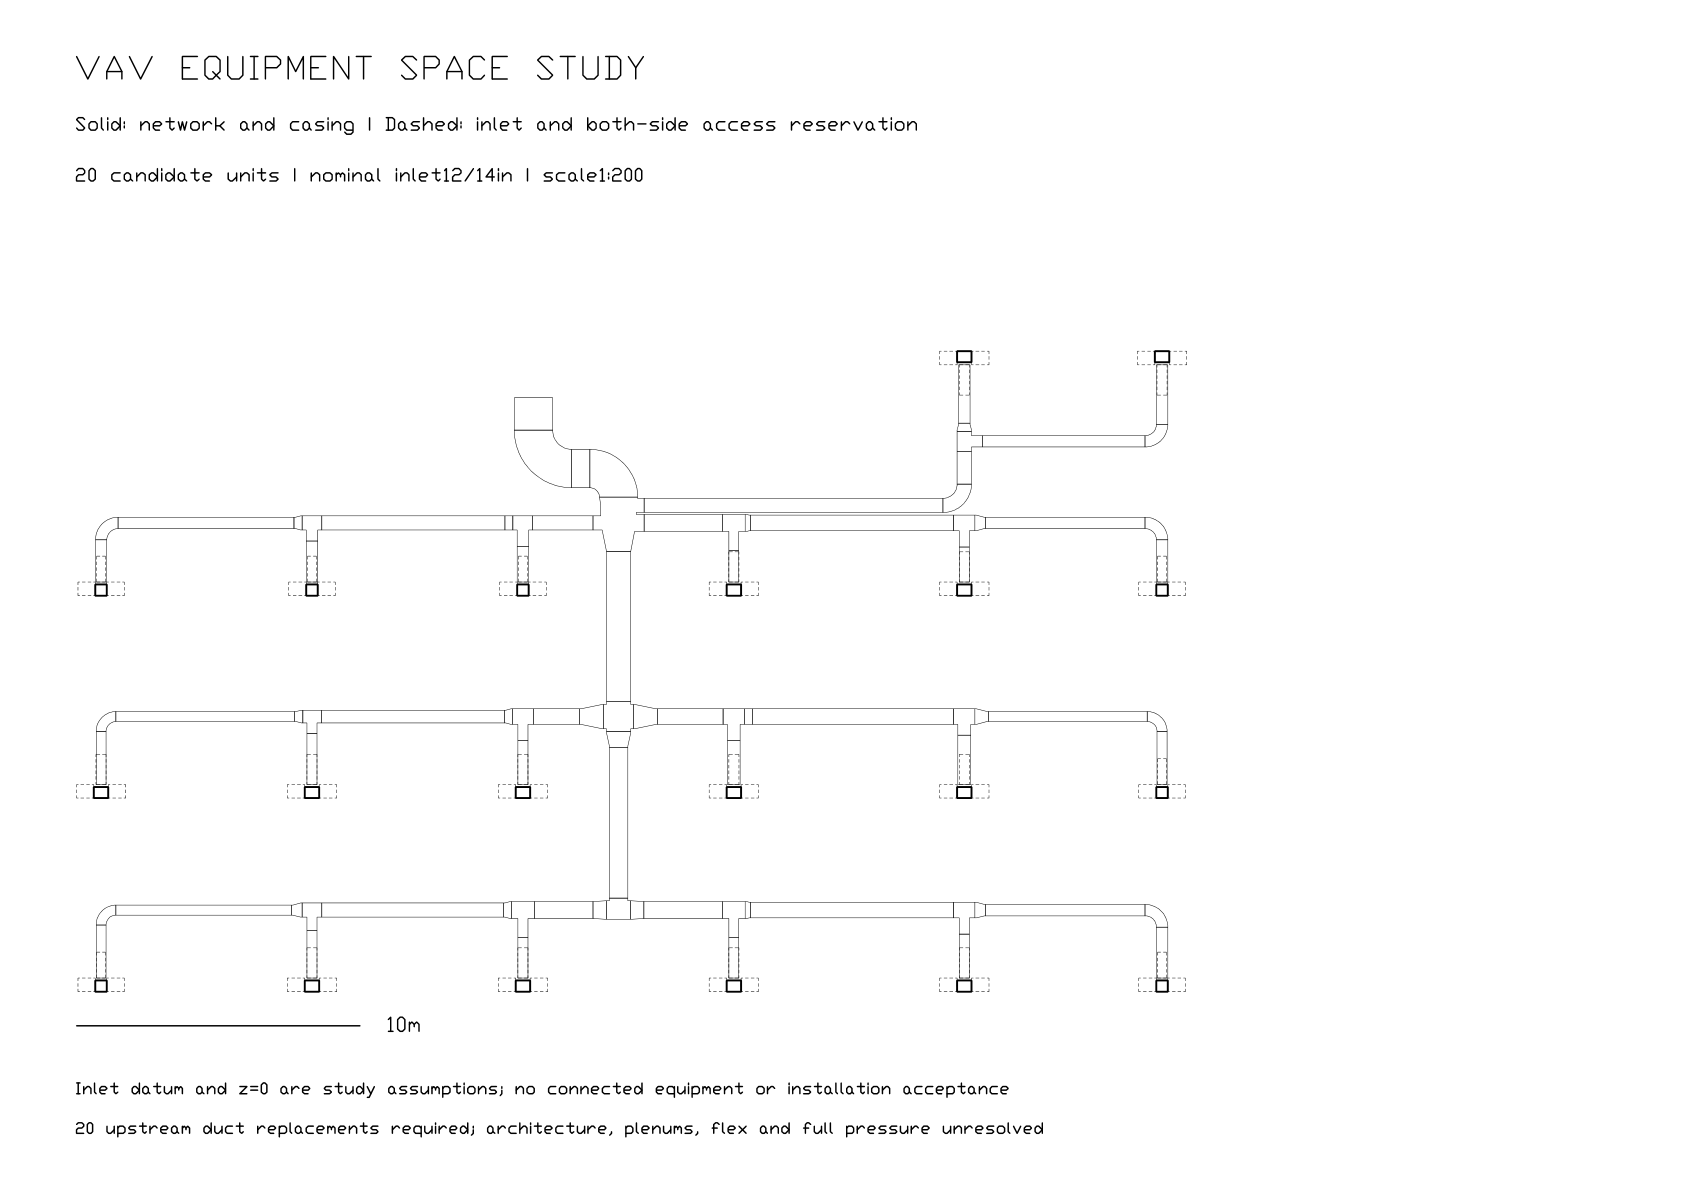 VAV EQUIPMENT SPACE STUDY
Solid: network and casing | Dashed: inlet and both-side access reservation
20 candidate units | nominal inlet12/14in | scale1:200
10m
Inlet datum and z=0 are study assumptions; no connected equipment or installation acceptance
20 upstream duct replacements required; architecture, plenums, flex and full pressure unresolved